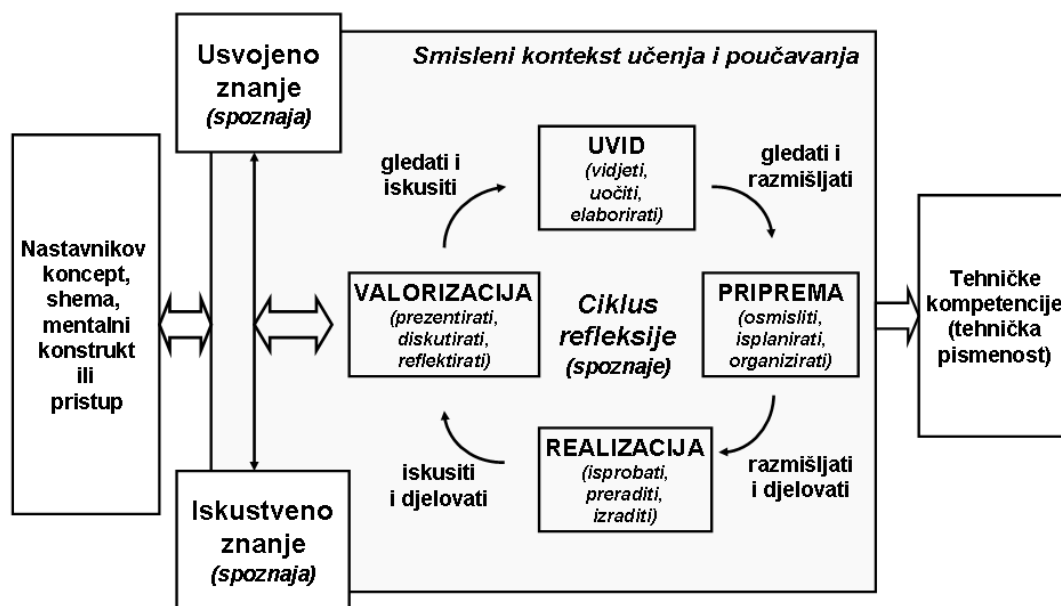 Usvojeno
znanje
(spoznaja)
Smisleni kontekst učenja i poučavanja
UVID
(vidjeti,
uočiti,
elaborirati)
gledati i
iskusiti
gledati i
razmišljati
Nastavnikov
koncept,
shema,
mentalni
konstrukt
ili
pristup
VALORIZACIJA
(prezentirati,
diskutirati,
reflektirati)
Ciklus
refleksije
(spoznaje)
PRIPREMA
(osmisliti,
isplanirati,
organizirati)
Tehničke
kompetencije
(tehnička
pismenost)
REALIZACIJA
(isprobati,
preraditi,
izraditi)
iskusiti
i djelovati
razmišljati
i djelovati
Iskustveno
znanje
(spoznaja)